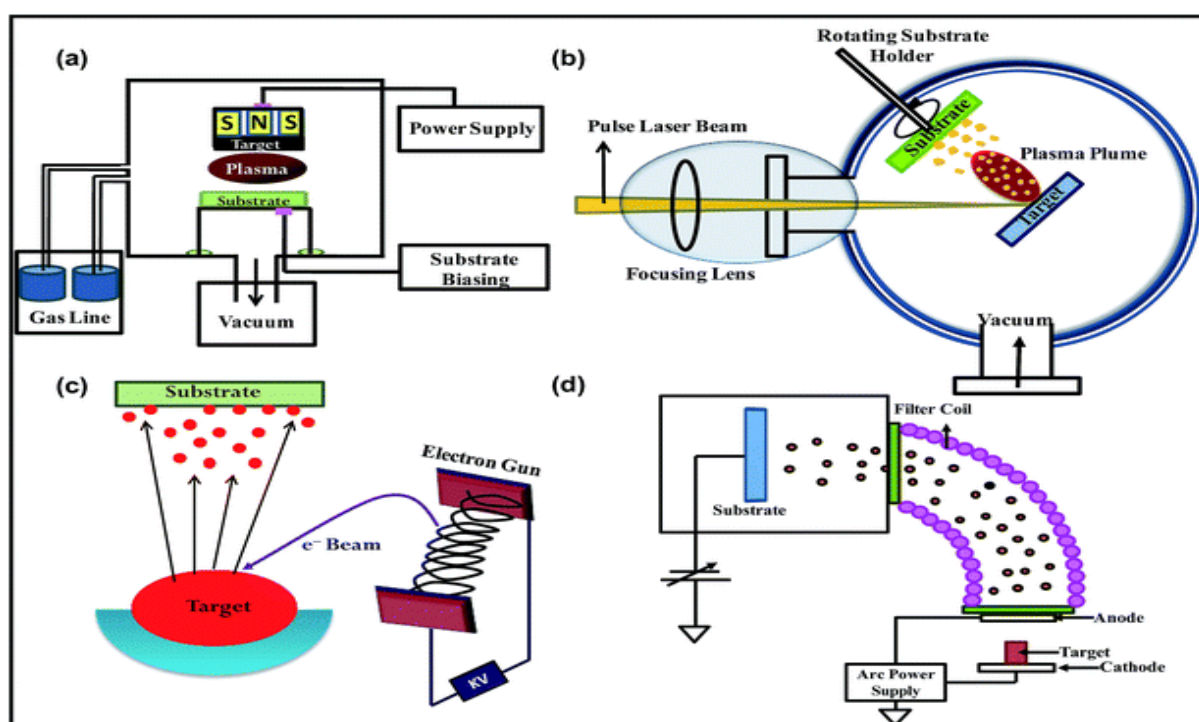 (a)
S N S
Target
Plasma
Substrate
Power Supply
Substrate
Biasing
Vacuum
Gas Line
(b)
Rotating Substrate
Holder
Pulse Laser Beam
Substrate
Plasma Plume
Target
Focusing Lens
Vacuum
(c)
Substrate
Electron Gun
e⁻ Beam
Target
KV
(d)
Filter Coil
Substrate
Anode
Target
Cathode
Arc Power
Supply